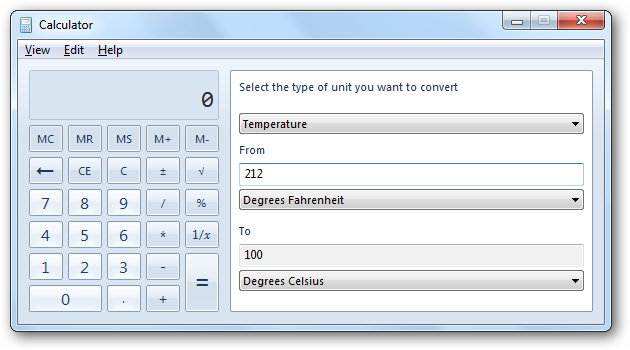 Calculator
View Edit Help
0
MC MR MS M+ M-
← CE C ± √
7 8 9 / %
4 5 6 * 1/x
1 2 3 - =
0 . +
Select the type of unit you want to convert
Temperature
From
212
Degrees Fahrenheit
To
100
Degrees Celsius